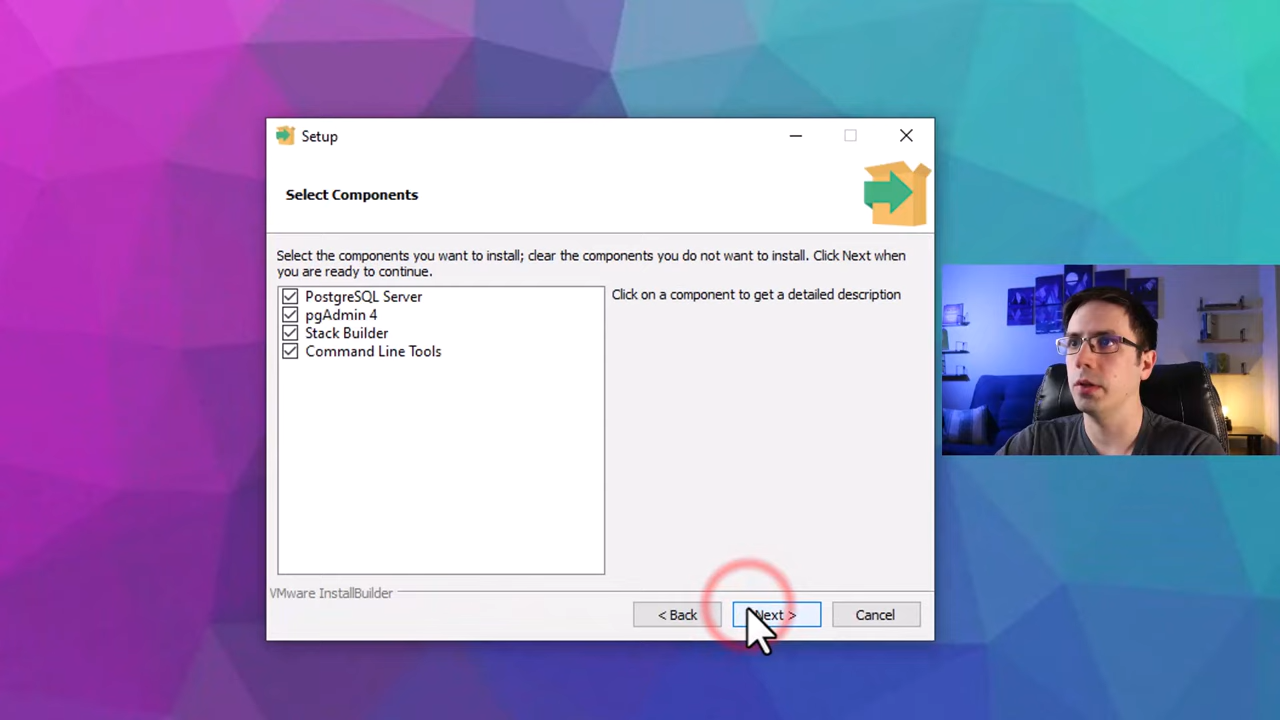 Setup
Select Components
Select the components you want to install; clear the components you do not want to install. Click Next when
you are ready to continue.
PostgreSQL Server
pgAdmin 4
Stack Builder
Command Line Tools
Click on a component to get a detailed description
VMware InstallBuilder
< Back
Next >
Cancel